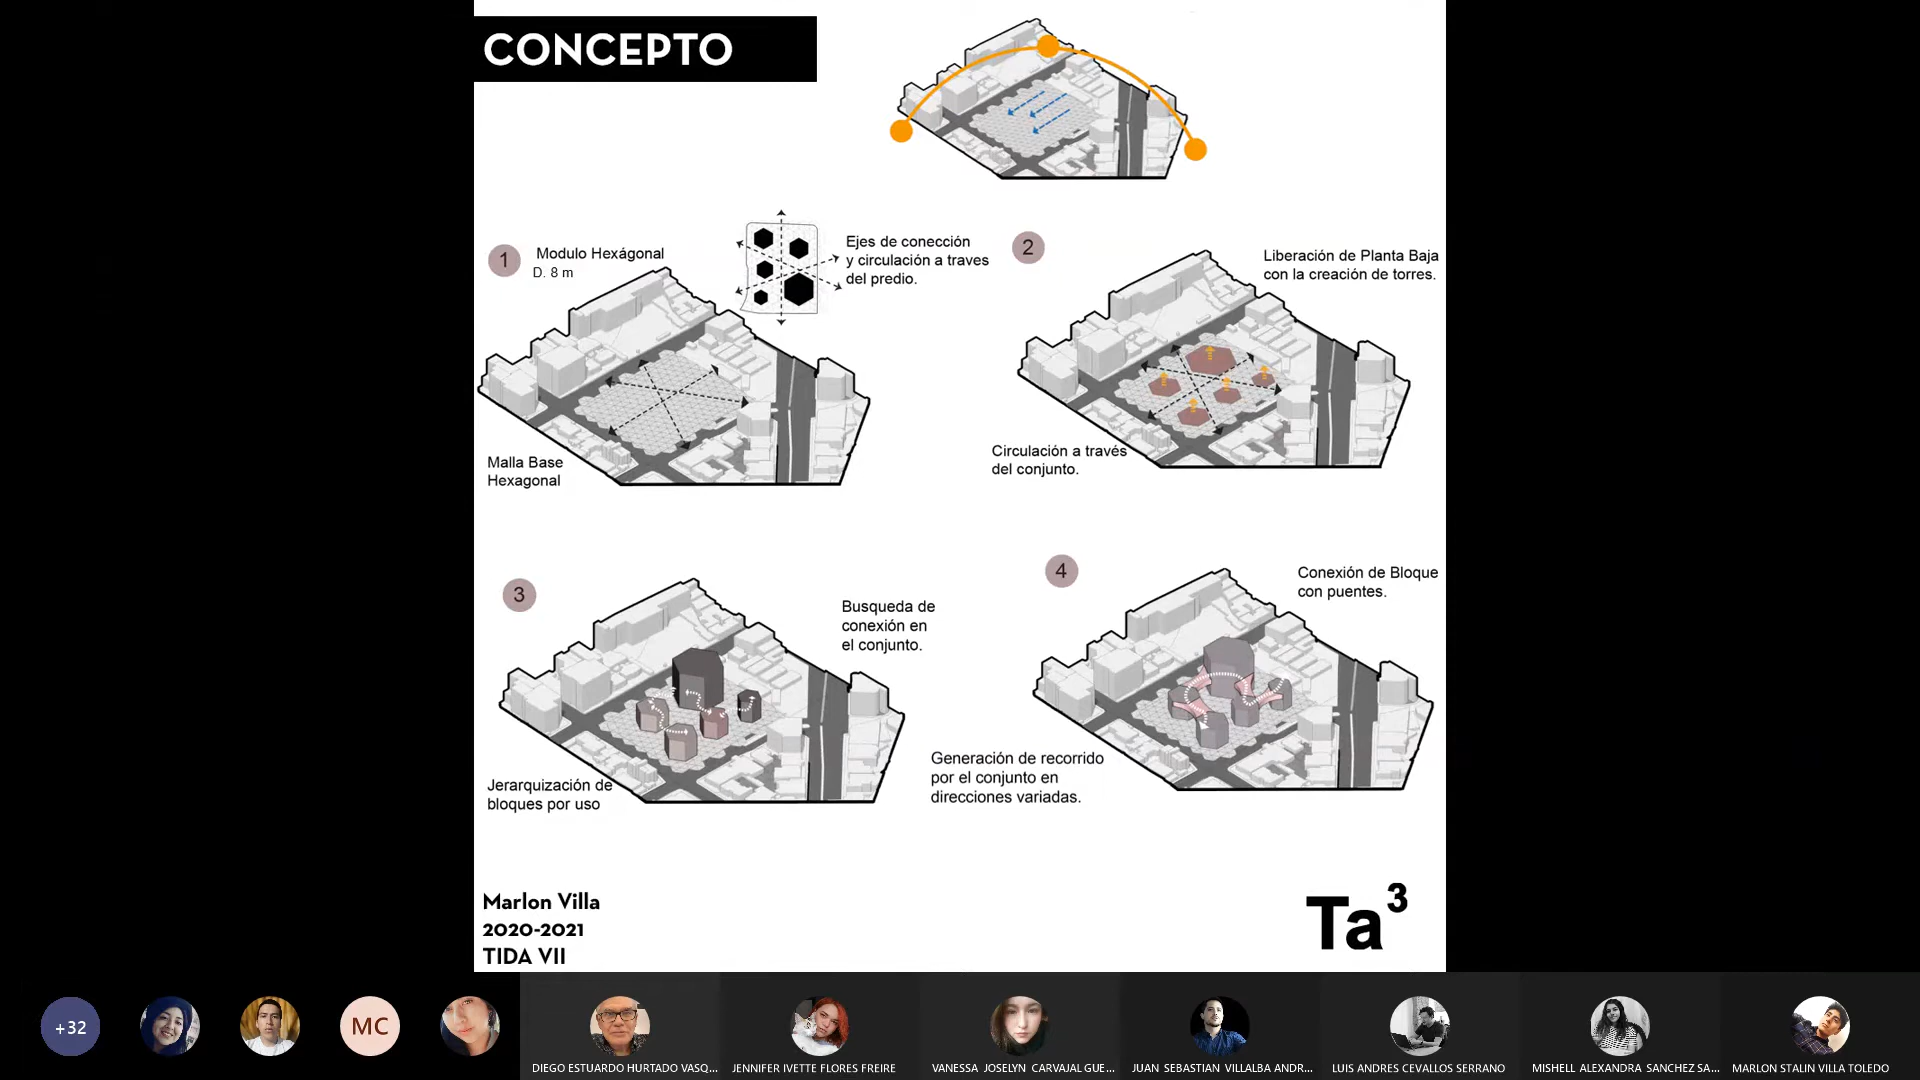 CONCEPTO
1
Modulo Hexágonal
D. 8 m
Ejes de conección
y circulación a traves
del predio.
Malla Base
Hexagonal
2
Liberación de Planta Baja
con la creación de torres.
Circulación a través
del conjunto.
3
Busqueda de
conexión en
el conjunto.
Jerarquización de
bloques por uso
4
Conexión de Bloque
con puentes.
Generación de recorrido
por el conjunto en
direcciones variadas.
Marlon Villa
2020-2021
TIDA VII
Ta³
+32
MC
DIEGO ESTUARDO HURTADO VASQ...
JENNIFER IVETTE FLORES FREIRE
VANESSA JOSELYN CARVAJAL GUE...
JUAN SEBASTIAN VILLALBA ANDR...
LUIS ANDRES CEVALLOS SERRANO
MISHELL ALEXANDRA SANCHEZ SA...
MARLON STALIN VILLA TOLEDO